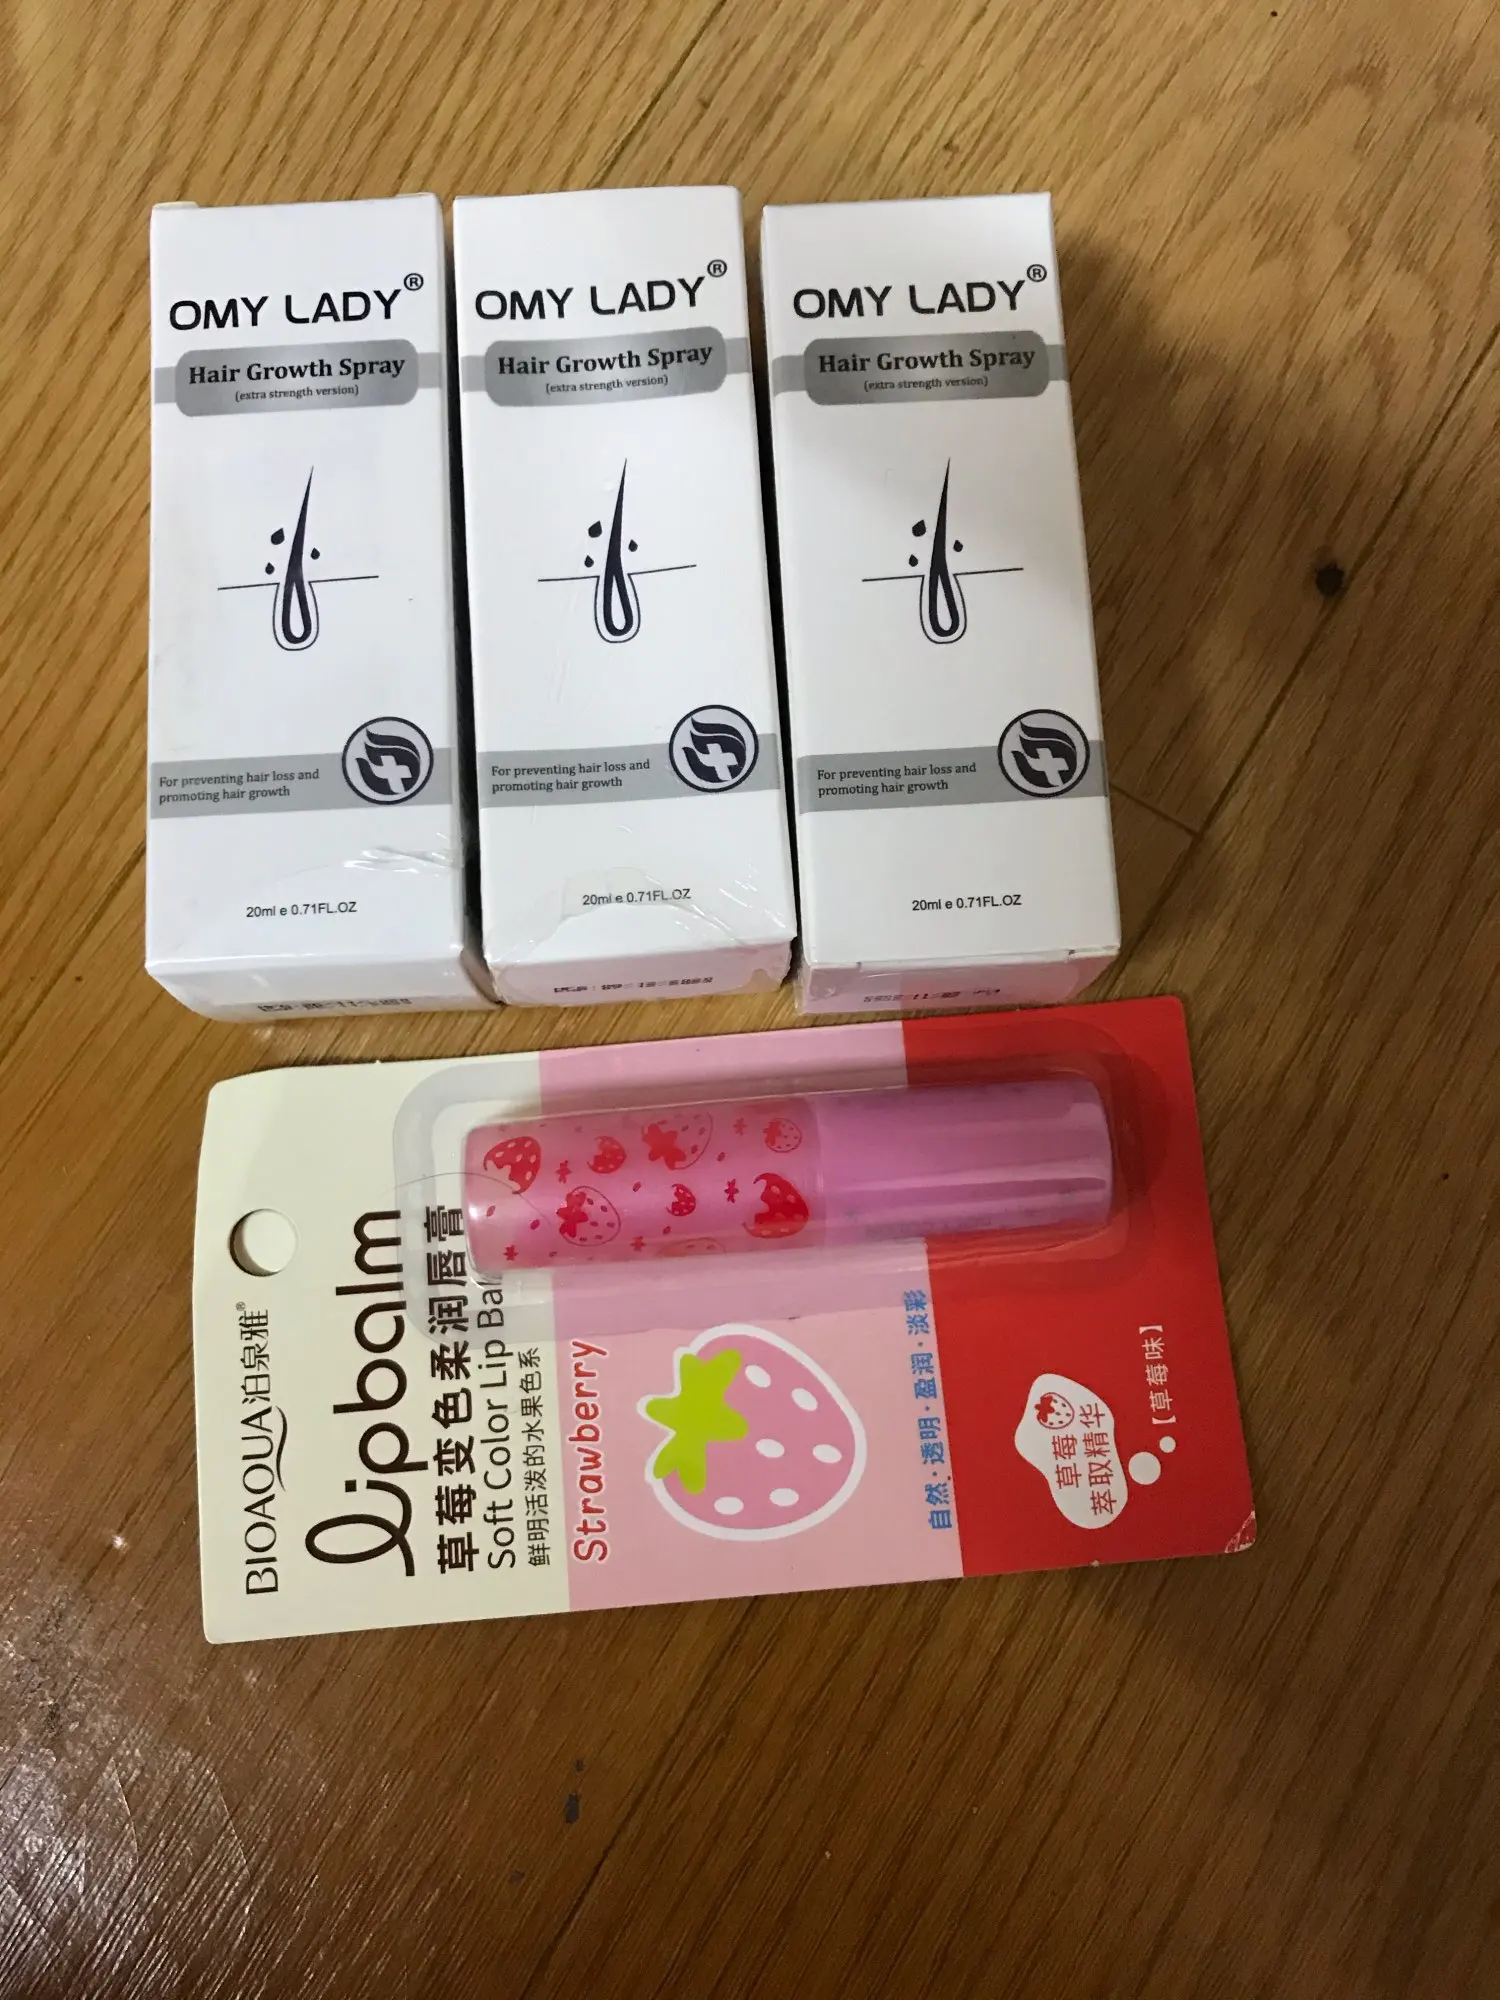 OMY LADY®
Hair Growth Spray
(extra strength version)
For preventing hair loss and
promoting hair growth
20ml e 0.71FL.OZ
OMY LADY®
Hair Growth Spray
(extra strength version)
For preventing hair loss and
promoting hair growth
20ml e 0.71FL.OZ
OMY LADY®
Hair Growth Spray
(extra strength version)
For preventing hair loss and
promoting hair growth
20ml e 0.71FL.OZ
BIOAQUA泊泉雅®
lipbalm
草莓变色柔润唇膏
Soft Color Lip
鲜明活泼的水果色系
Strawberry
自然·透明·盈润·淡彩
草莓
萃取精华
【草莓味】